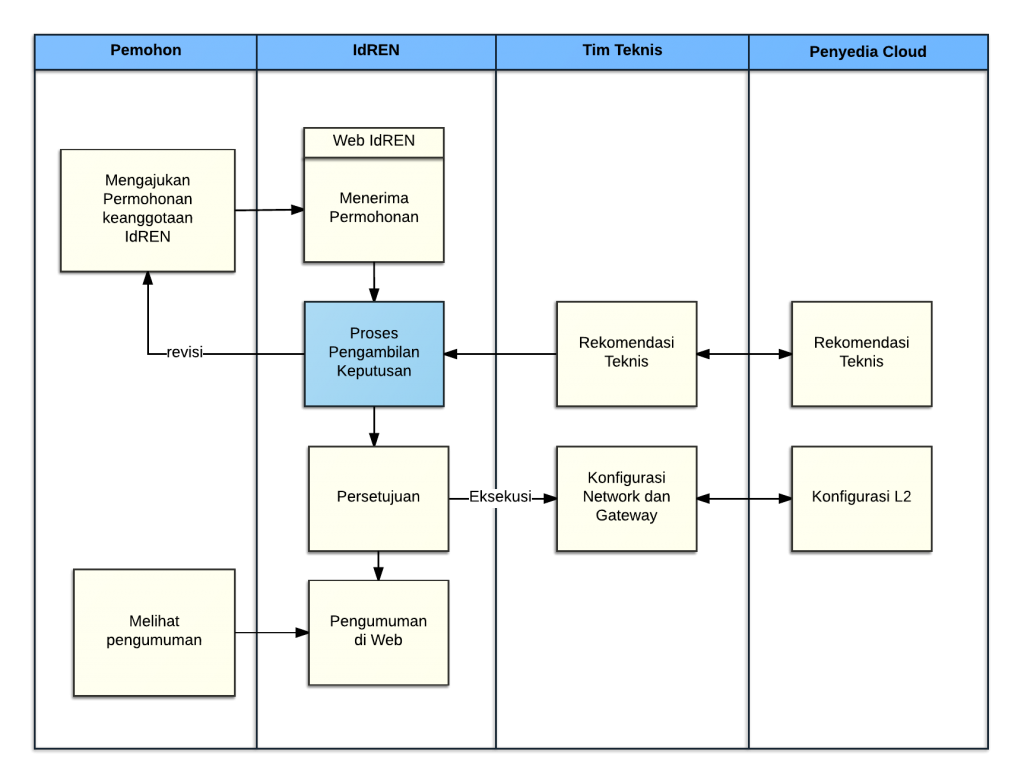 Pemohon
IdREN
Tim Teknis
Penyedia Cloud
Web IdREN
Mengajukan
Permohonan
keanggotaan
IdREN
Menerima
Permohonan
Proses
Pengambilan
Keputusan
revisi
Rekomendasi
Teknis
Rekomendasi
Teknis
Persetujuan
Eksekusi
Konfigurasi
Network dan
Gateway
Konfigurasi L2
Melihat
pengumuman
Pengumuman
di Web